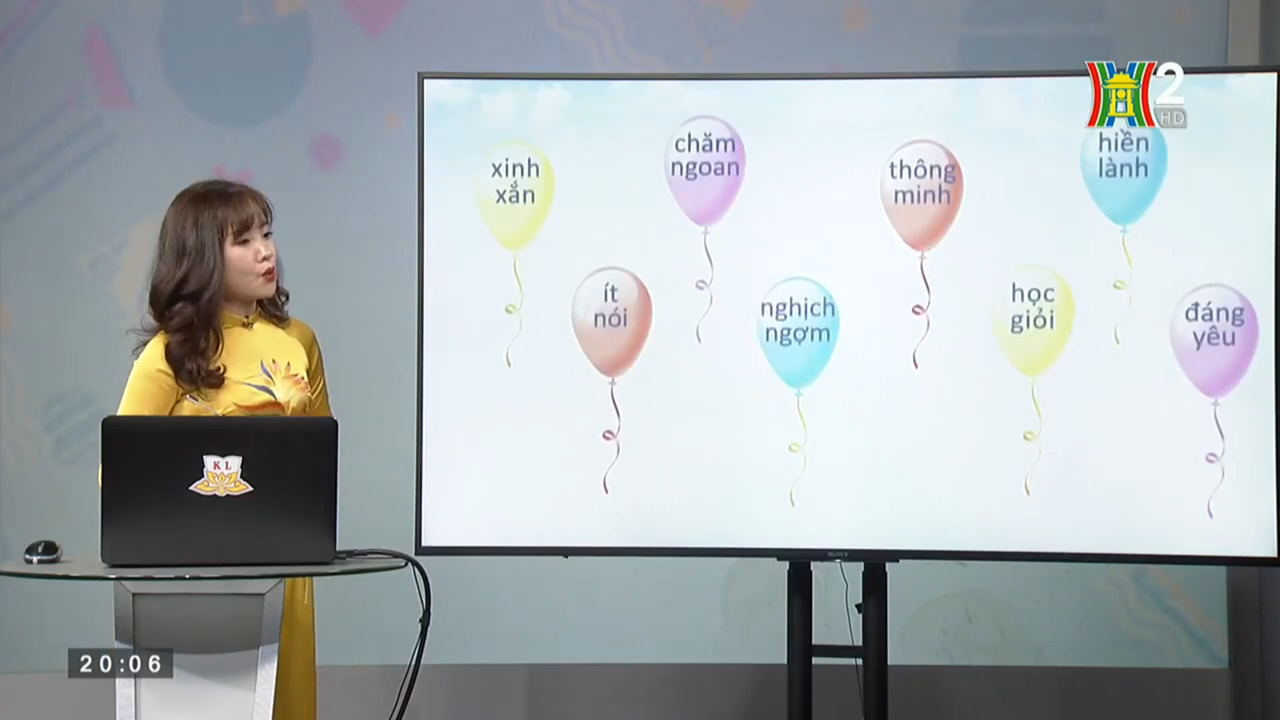 2
HD
xinh
xắn
chăm
ngoan
thông
minh
hiền
lành
ít
nói
nghịch
ngợm
học
giỏi
đáng
yêu
K L
SONY
20:06